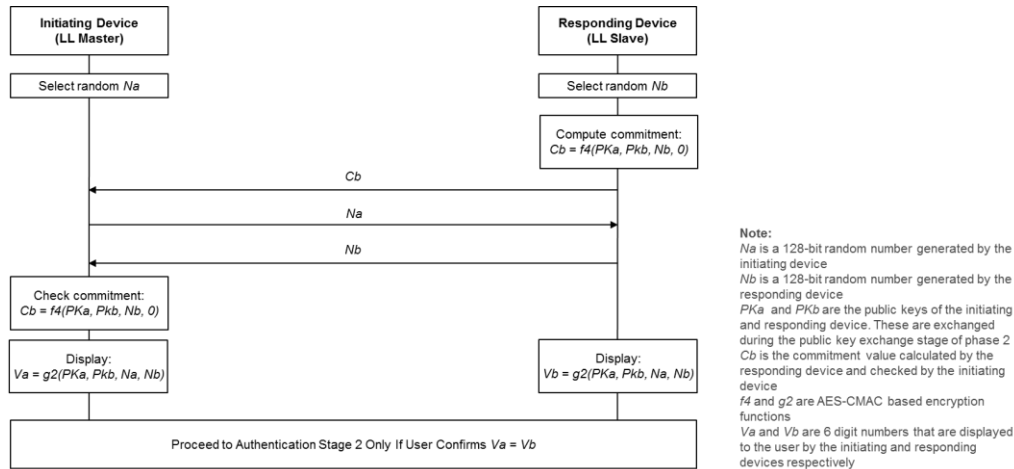 Initiating Device
(LL Master)
Responding Device
(LL Slave)
Select random Na
Select random Nb
Compute commitment:
Cb = f4(PKa, Pkb, Nb, 0)
Cb
Na
Nb
Check commitment:
Cb = f4(PKa, Pkb, Nb, 0)
Display:
Va = g2(PKa, Pkb, Na, Nb)
Display:
Vb = g2(PKa, Pkb, Na, Nb)
Proceed to Authentication Stage 2 Only If User Confirms Va = Vb
Note:
Na is a 128-bit random number generated by the
initiating device
Nb is a 128-bit random number generated by the
responding device
PKa and PKb are the public keys of the initiating
and responding device. These are exchanged
during the public key exchange stage of phase 2
Cb is the commitment value calculated by the
responding device and checked by the initiating
device
f4 and g2 are AES-CMAC based encryption
functions
Va and Vb are 6 digit numbers that are displayed
to the user by the initiating and responding
devices respectively